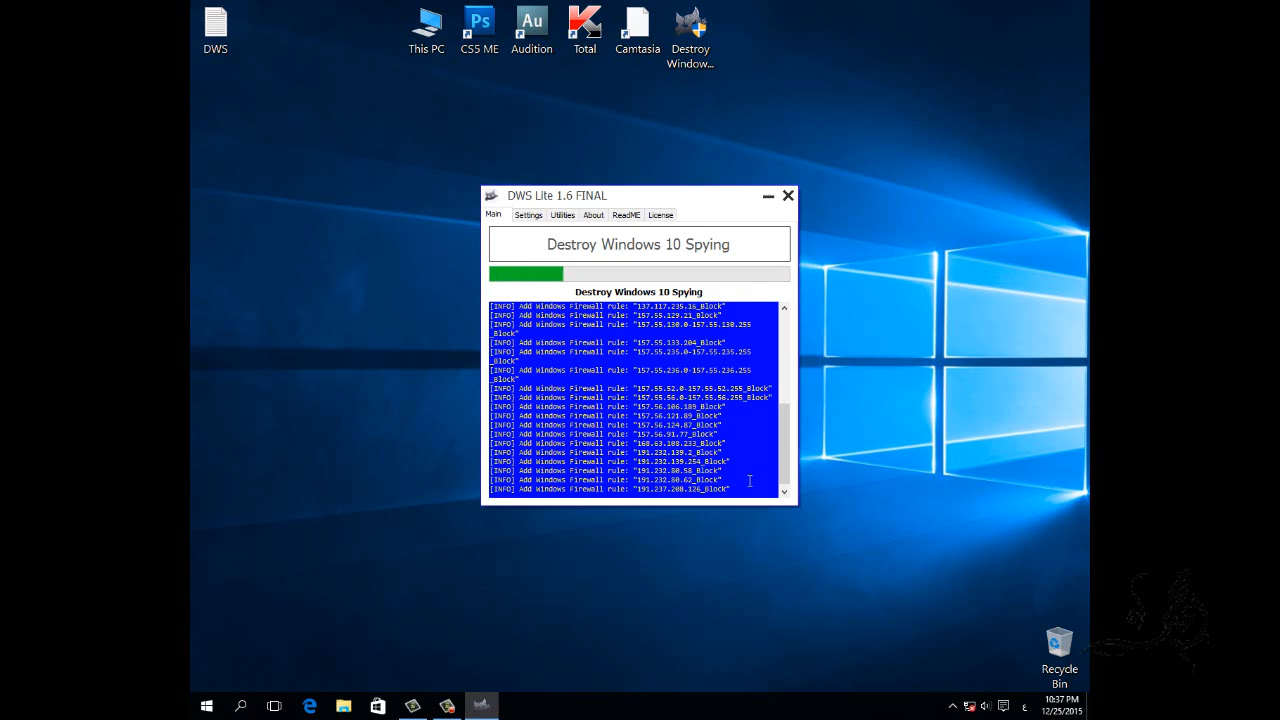 DWS
This PC
Ps
CS5 ME
Au
Audition
Total
Camtasia
Destroy
Window...
DWS Lite 1.6 FINAL
Main
Settings
Utilities
About
ReadME
License
Destroy Windows 10 Spying
Destroy Windows 10 Spying
[INFO] Add Windows Firewall rule: "137.117.235.16_Block"
[INFO] Add Windows Firewall rule: "157.55.129.21_Block"
[INFO] Add Windows Firewall rule: "157.55.130.0-157.55.130.255
_Block"
[INFO] Add Windows Firewall rule: "157.55.133.204_Block"
[INFO] Add Windows Firewall rule: "157.55.235.0-157.55.235.255
_Block"
[INFO] Add Windows Firewall rule: "157.55.236.0-157.55.236.255
_Block"
[INFO] Add Windows Firewall rule: "157.55.52.0-157.55.52.255_Block"
[INFO] Add Windows Firewall rule: "157.55.56.0-157.55.56.255_Block"
[INFO] Add Windows Firewall rule: "157.56.106.189_Block"
[INFO] Add Windows Firewall rule: "157.56.121.89_Block"
[INFO] Add Windows Firewall rule: "157.56.124.87_Block"
[INFO] Add Windows Firewall rule: "157.56.91.77_Block"
[INFO] Add Windows Firewall rule: "168.63.108.233_Block"
[INFO] Add Windows Firewall rule: "191.232.139.2_Block"
[INFO] Add Windows Firewall rule: "191.232.139.254_Block"
[INFO] Add Windows Firewall rule: "191.232.80.58_Block"
[INFO] Add Windows Firewall rule: "191.232.80.62_Block"
[INFO] Add Windows Firewall rule: "191.237.208.126_Block"
Recycle
Bin
ع
10:37 PM
12/25/2015